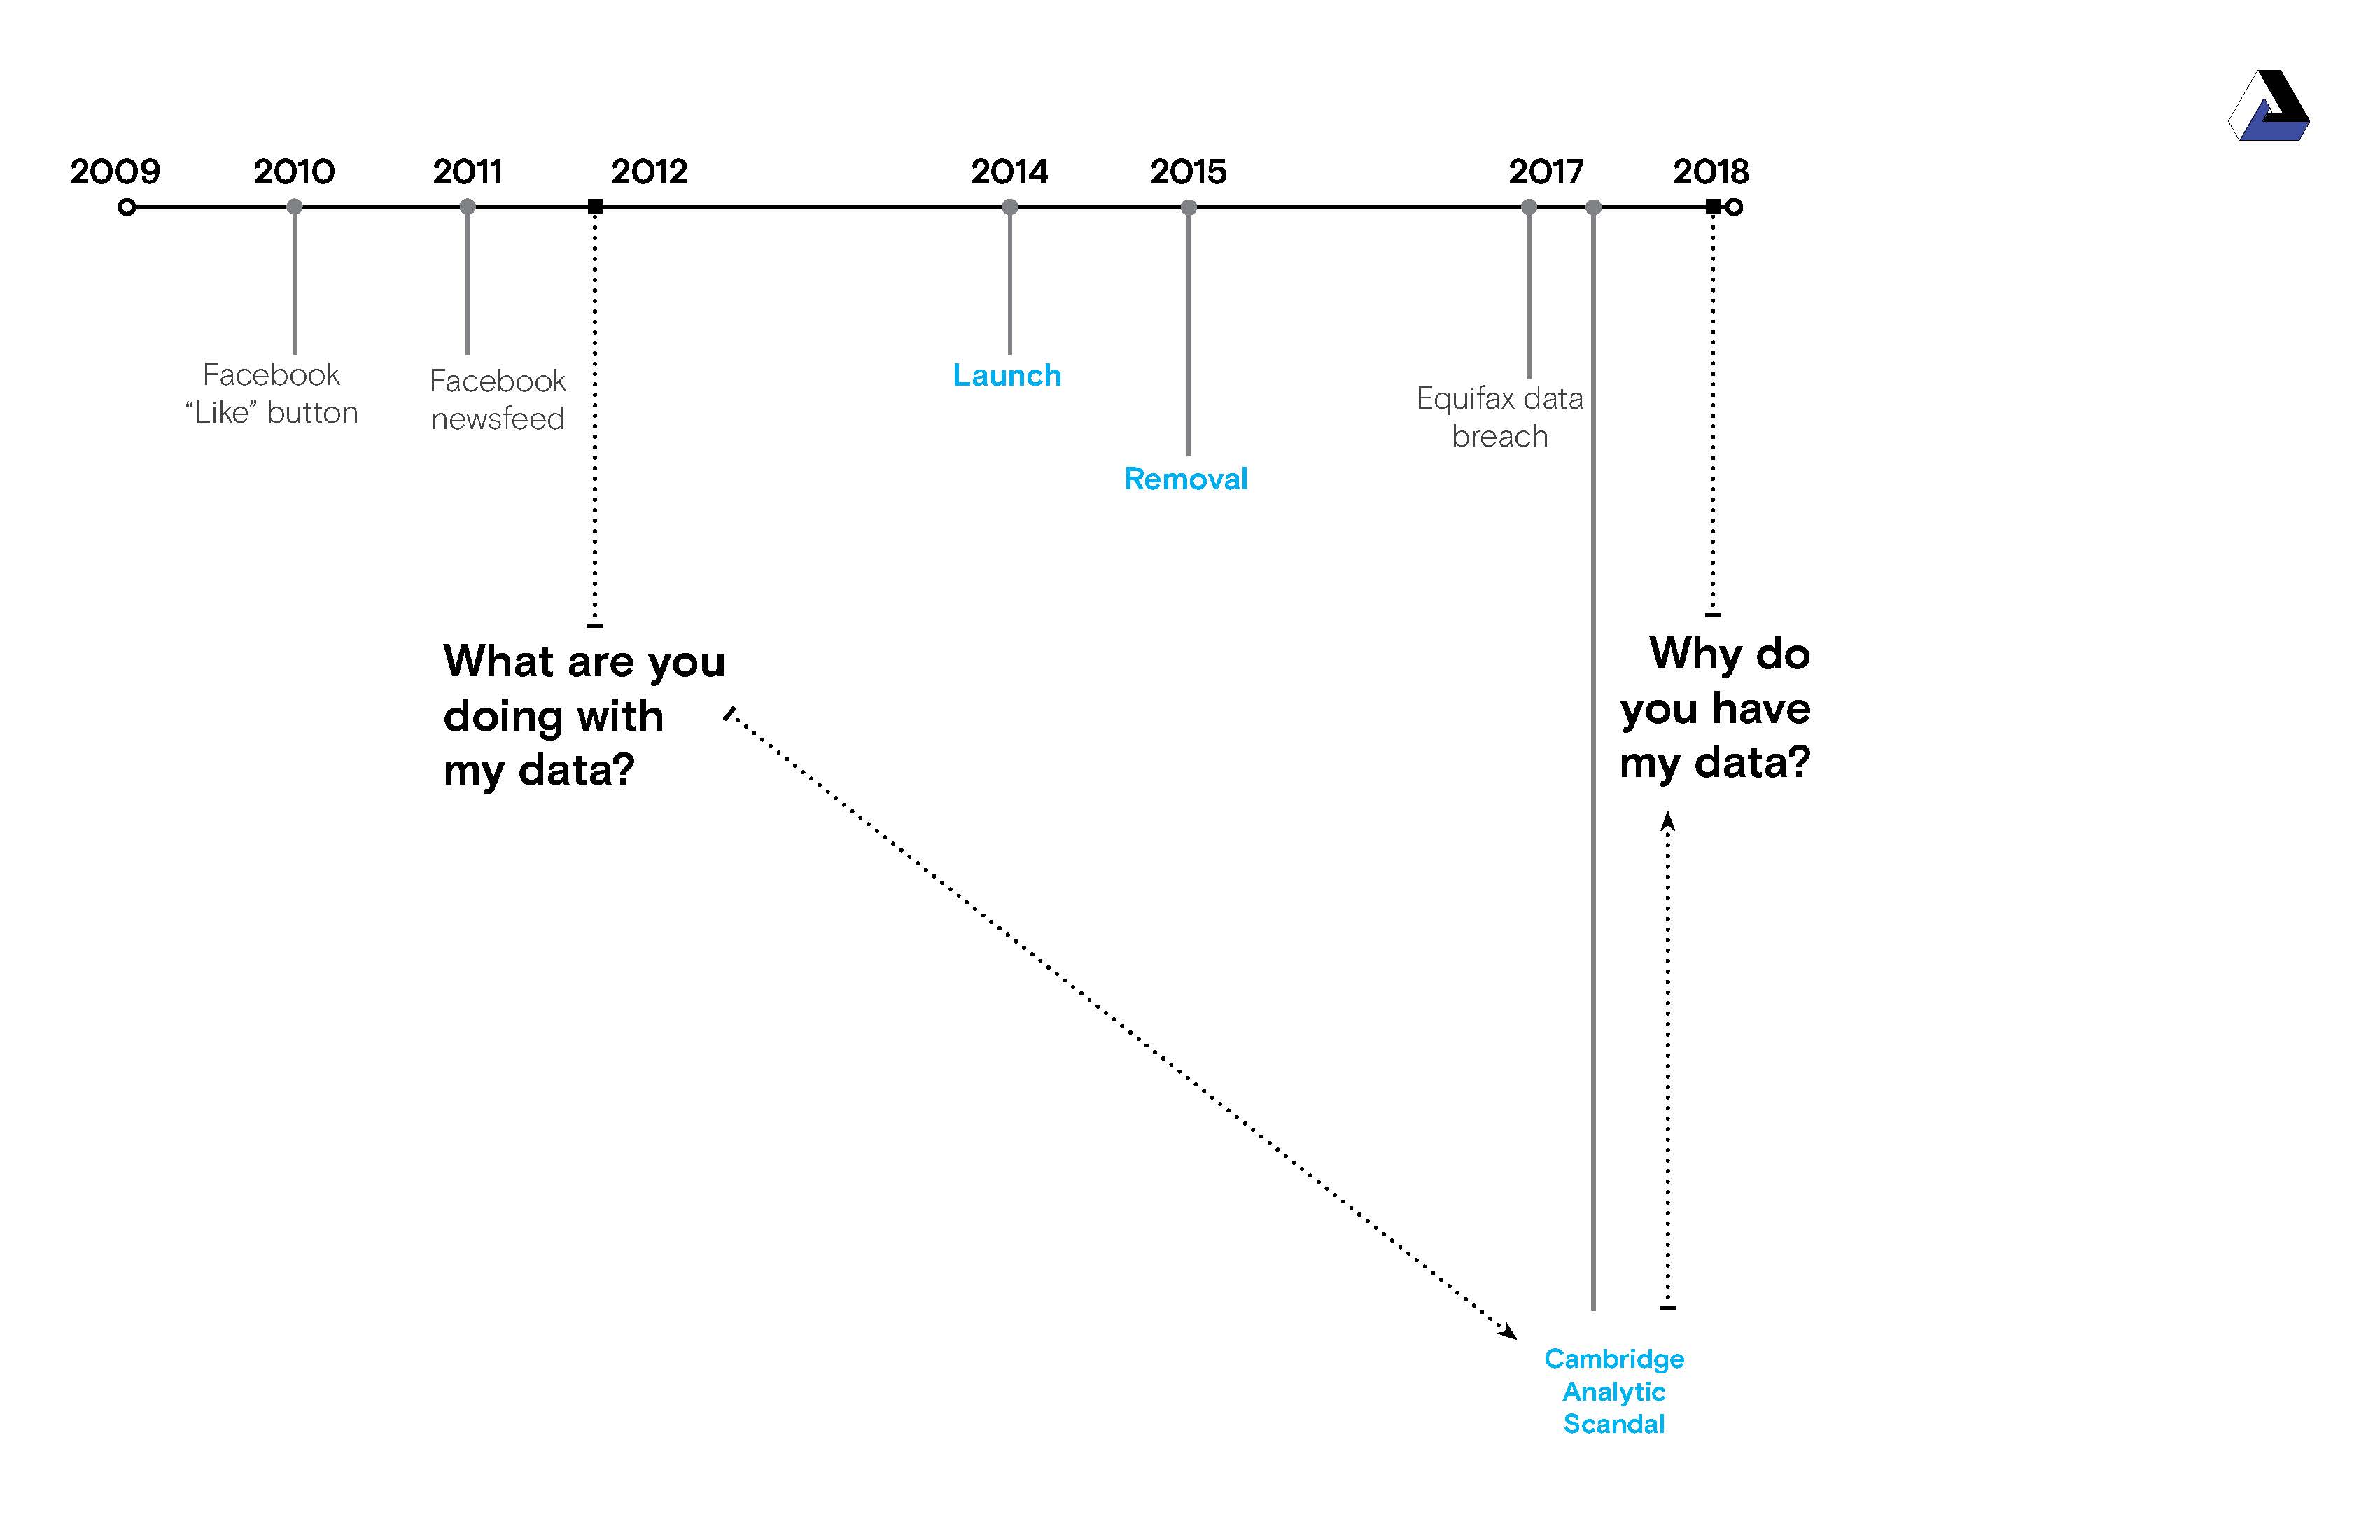 2009 2010 2011 2012 2014 2015 2017 2018
Facebook
“Like” button
Facebook
newsfeed
Launch
Removal
Equifax data
breach
What are you
doing with
my data?
Why do
you have
my data?
Cambridge
Analytic
Scandal